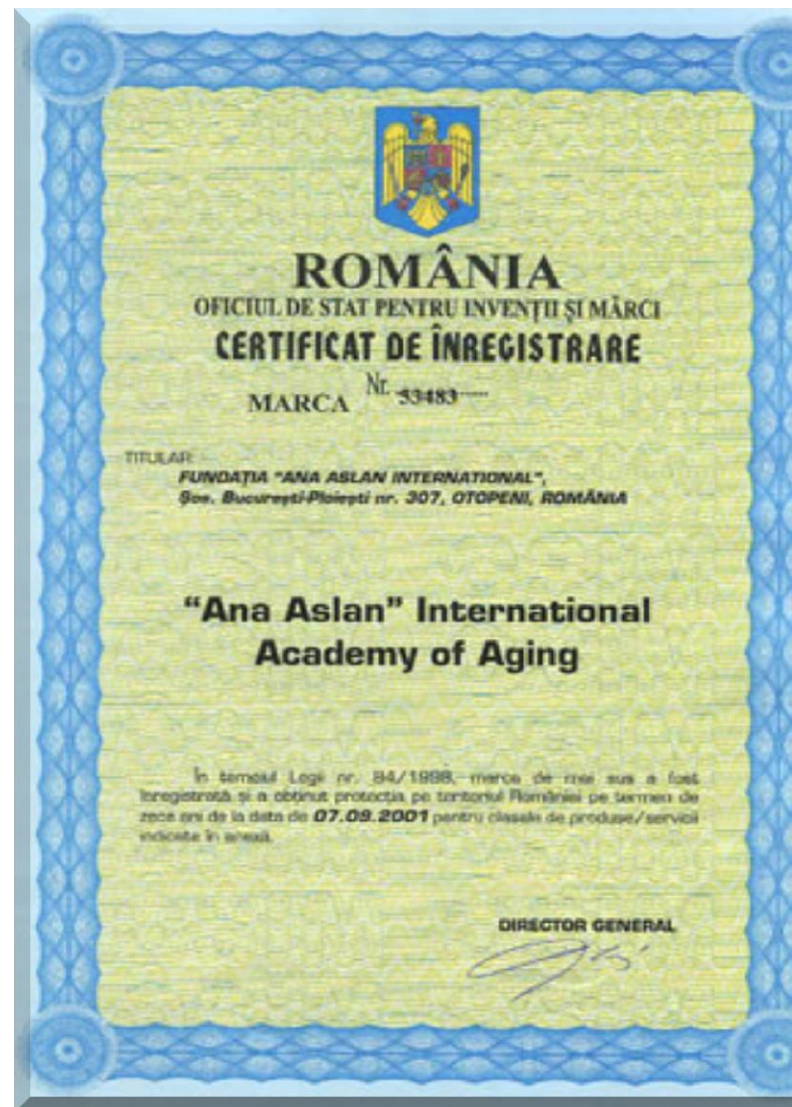 ROMÂNIA
OFICIUL DE STAT PENTRU INVENȚII ȘI MĂRCI
CERTIFICAT DE ÎNREGISTRARE
MARCA Nr. 53483
TITULAR:
FUNDAȚIA "ANA ASLAN INTERNATIONAL",
Șos. București-Ploiești nr. 307, OTOPENI, ROMÂNIA
"Ana Aslan" International
Academy of Aging
În temeiul Legii nr. 84/1998, marca de mai sus a fost
înregistrată și a obținut protecția pe teritoriul României pe termen de
zece ani de la data de 07.09.2001 pentru clasele de produse/servicii
indicate în anexă.
DIRECTOR GENERAL